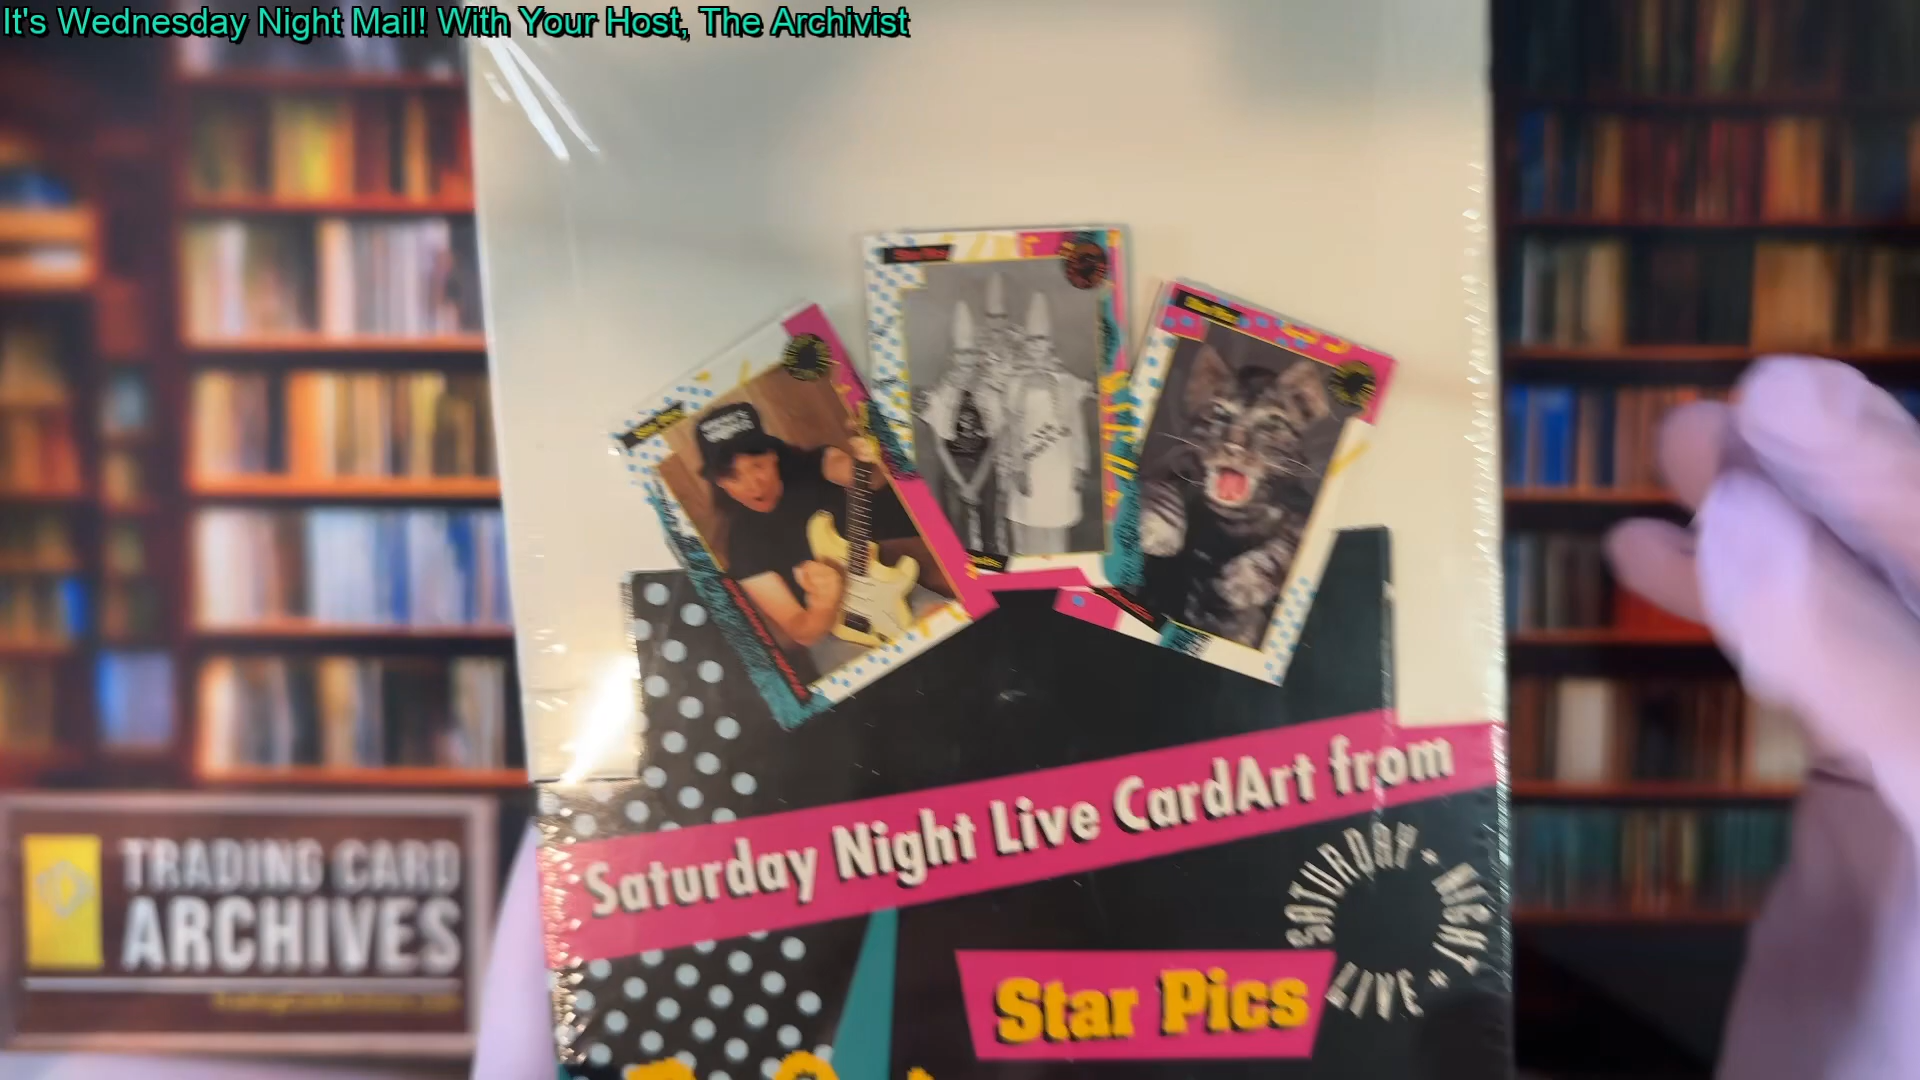 It's Wednesday Night Mail! With Your Host, The Archivist
Saturday Night Live CardArt from
SATURDAY NIGHT LIVE
Star Pics
TRADING CARD
ARCHIVES